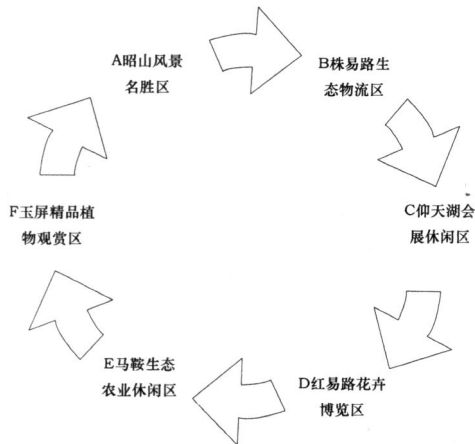 A昭山风景
名胜区
B株易路生
态物流区
C仰天湖会
展休闲区
D红易路花卉
博览区
E马鞍生态
农业休闲区
F玉屏精品植
物观赏区